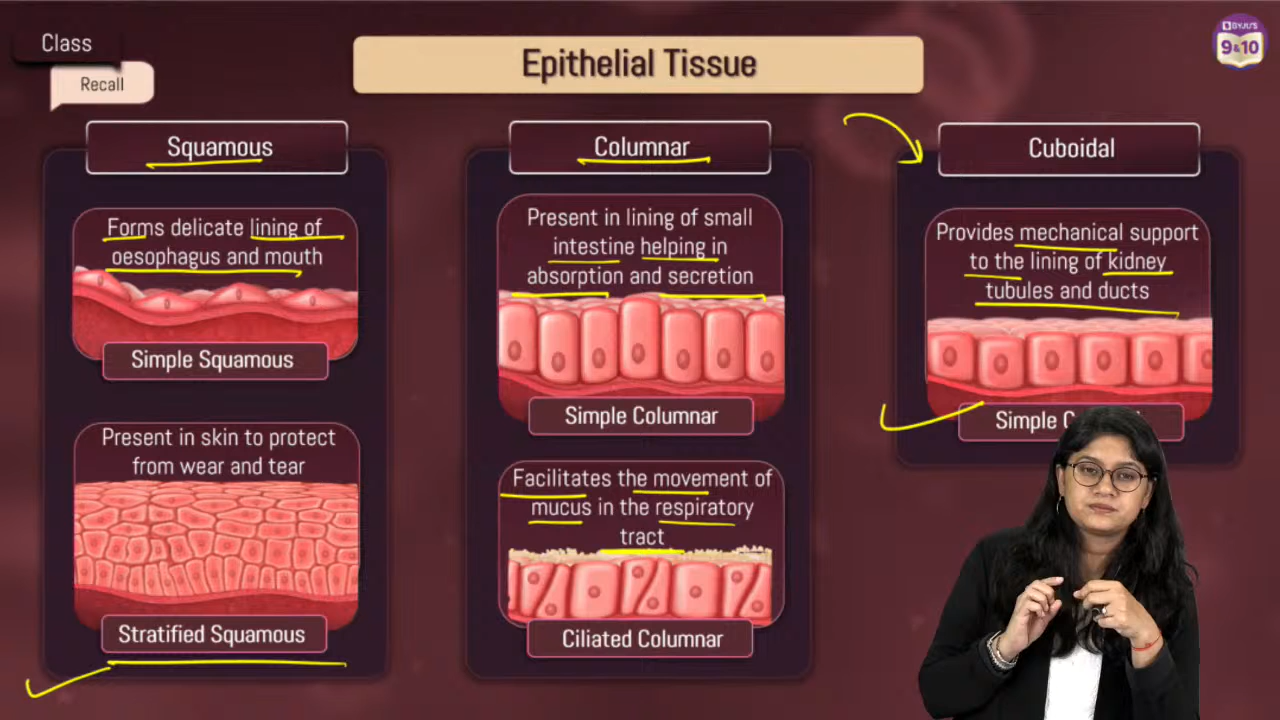 Class
Recall
Epithelial Tissue
BYJU'S
9&10
Squamous
Forms delicate lining of
oesophagus and mouth
Simple Squamous
Present in skin to protect
from wear and tear
Stratified Squamous
Columnar
Present in lining of small
intestine helping in
absorption and secretion
Simple Columnar
Facilitates the movement of
mucus in the respiratory
tract
Ciliated Columnar
Cuboidal
Provides mechanical support
to the lining of kidney
tubules and ducts
Simple